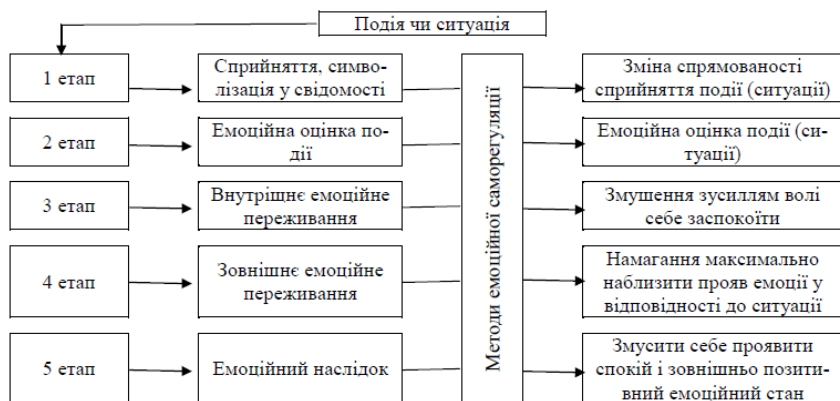 Подія чи ситуація
1 етап
Сприйняття, симво-
лізація у свідомості
Методи емоційної саморегуляції
Зміна спрямованості
сприйняття події (ситуації)
2 етап
Емоційна оцінка по-
дії
Емоційна оцінка події (си-
туації)
3 етап
Внутріщнє емоційне
переживання
Змушення зусиллям волі
себе заспокоїти
4 етап
Зовнішнє емоційне
переживання
Намагання максимально
наблизити прояв емоції у
відповідності до ситуації
5 етап
Емоційний наслідок
Змусити себе проявити
спокій і зовнішньо позити-
вний емоційний стан